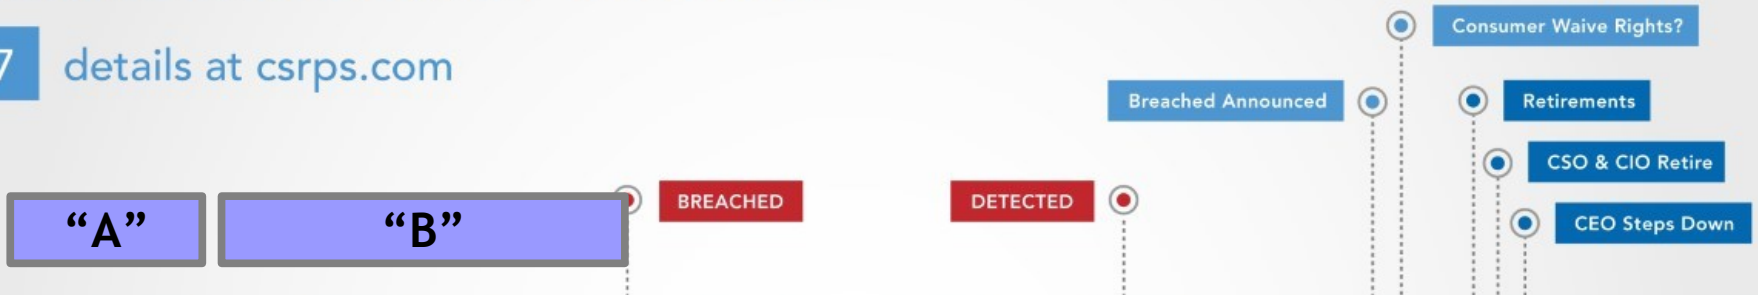 7 details at csrps.com
Consumer Waive Rights?
Breached Announced
Retirements
CSO & CIO Retire
BREACHED
DETECTED
CEO Steps Down
“A”
“B”